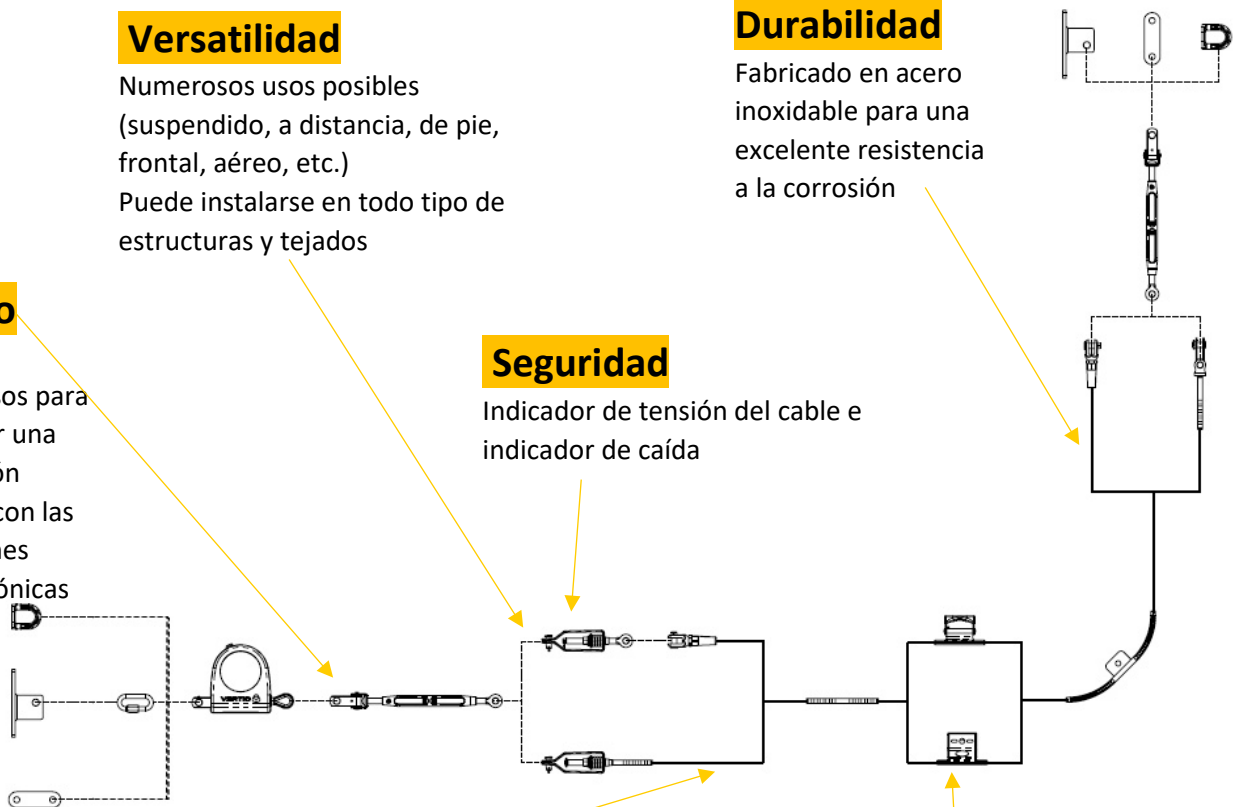 Versatilidad
Numerosos usos posibles
(suspendido, a distancia, de pie,
frontal, aéreo, etc.)
Puede instalarse en todo tipo de
estructuras y tejados
Durabilidad
Fabricado en acero
inoxidable para una
excelente resistencia
a la corrosión
Seguridad
Indicador de tensión del cable e
indicador de caída
o
os para
r una
ón
con las
nes
ónicas
VERTIC